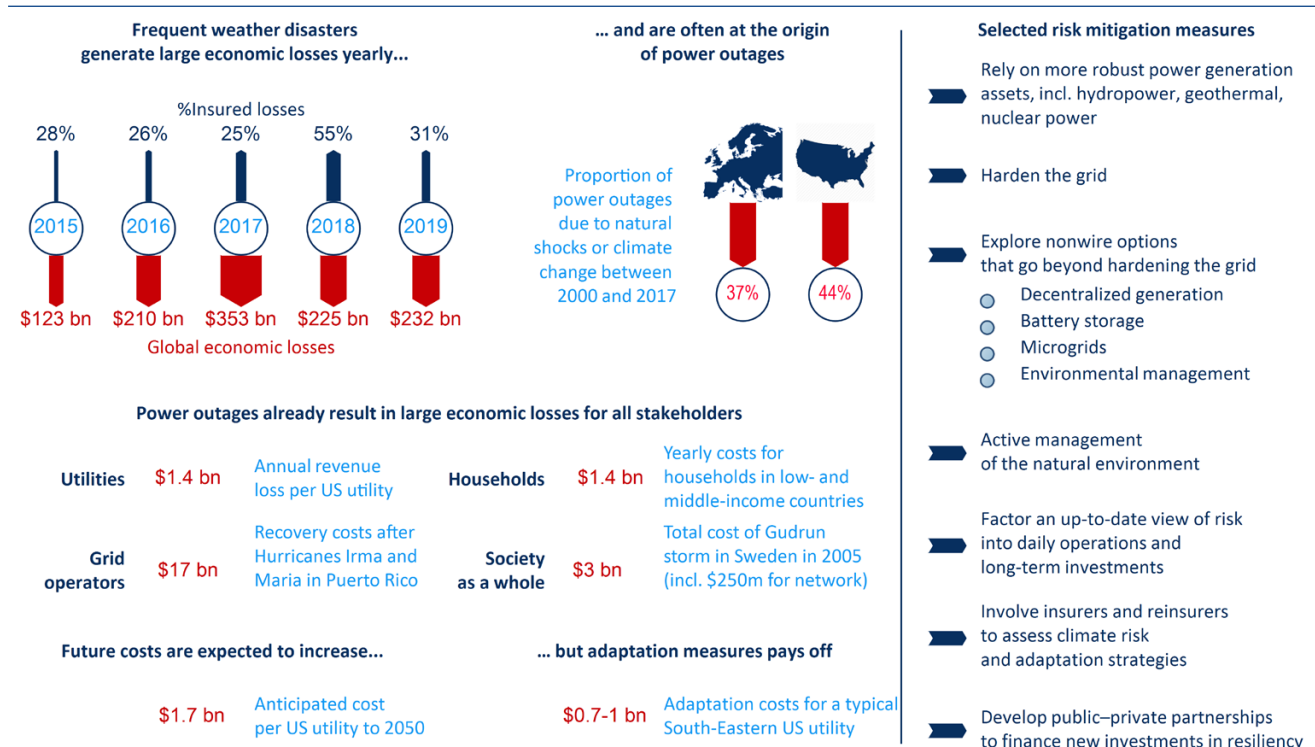 Frequent weather disasters
generate large economic losses yearly...
%Insured losses
28%
26%
25%
55%
31%
2015
2016
2017
2018
2019
$123 bn
$210 bn
$353 bn
$225 bn
$232 bn
Global economic losses
... and are often at the origin
of power outages
Proportion of
power outages
due to natural
shocks or climate
change between
2000 and 2017
37%
44%
Power outages already result in large economic losses for all stakeholders
Utilities
$1.4 bn
Annual revenue
loss per US utility
Households
$1.4 bn
Yearly costs for
households in low- and
middle-income countries
Grid
operators
$17 bn
Recovery costs after
Hurricanes Irma and
Maria in Puerto Rico
Society
as a whole
$3 bn
Total cost of Gudrun
storm in Sweden in 2005
(incl. $250m for network)
Future costs are expected to increase...
$1.7 bn
Anticipated cost
per US utility to 2050
... but adaptation measures pays off
$0.7-1 bn
Adaptation costs for a typical
South-Eastern US utility
Selected risk mitigation measures
Rely on more robust power generation
assets, incl. hydropower, geothermal,
nuclear power
Harden the grid
Explore nonwire options
that go beyond hardening the grid
Decentralized generation
Battery storage
Microgrids
Environmental management
Active management
of the natural environment
Factor an up-to-date view of risk
into daily operations and
long-term investments
Involve insurers and reinsurers
to assess climate risk
and adaptation strategies
Develop public–private partnerships
to finance new investments in resiliency